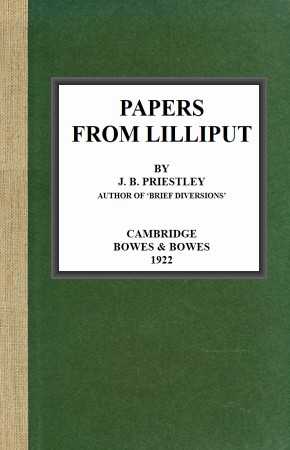 PAPERS
FROM LILLIPUT
BY
J. B. PRIESTLEY
AUTHOR OF ‘BRIEF DIVERSIONS’
CAMBRIDGE
BOWES & BOWES
1922